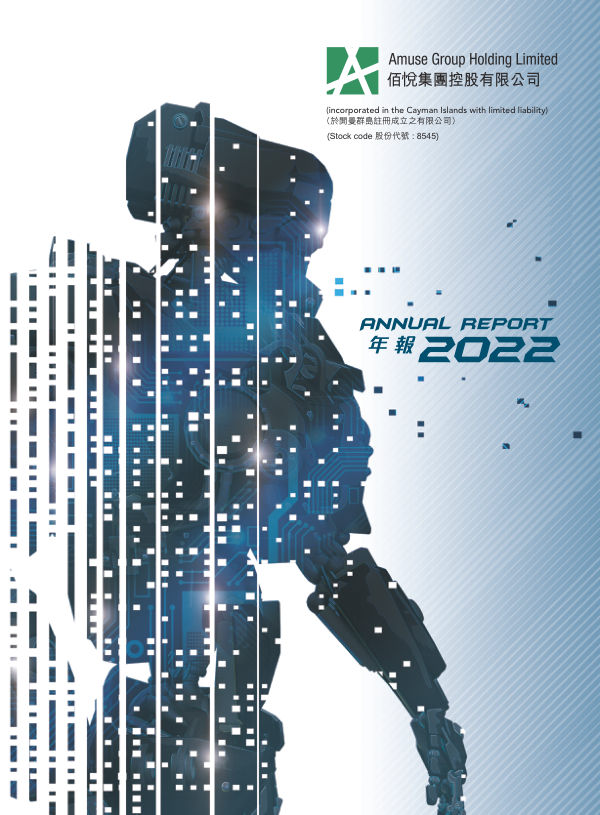 Amuse Group Holding Limited
佰悅集團控股有限公司
(incorporated in the Cayman Islands with limited liability)
（於開曼群島註冊成立之有限公司）
(Stock code 股份代號 : 8545)
ANNUAL REPORT
年報 2022